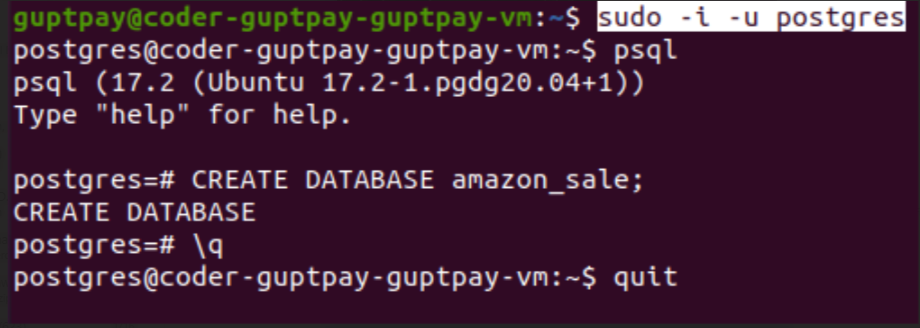 guptpay@coder-guptpay-guptpay-vm:~$ sudo -i -u postgres
postgres@coder-guptpay-guptpay-vm:~$ psql
psql (17.2 (Ubuntu 17.2-1.pgdg20.04+1))
Type "help" for help.
postgres=# CREATE DATABASE amazon_sale;
CREATE DATABASE
postgres=# \q
postgres@coder-guptpay-guptpay-vm:~$ quit